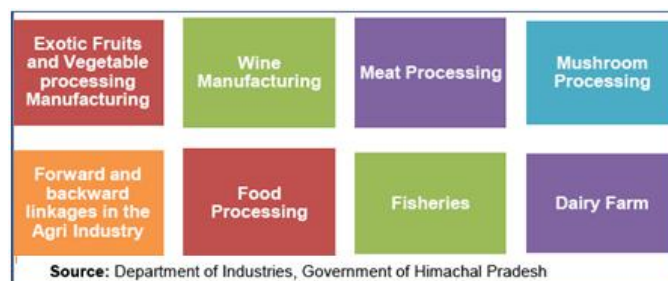 Exotic Fruits
and Vegetable
processing
Manufacturing
Wine
Manufacturing
Meat Processing
Mushroom
Processing
Forward and
backward
linkages in the
Agri Industry
Food
Processing
Fisheries
Dairy Farm
Source: Department of Industries, Government of Himachal Pradesh